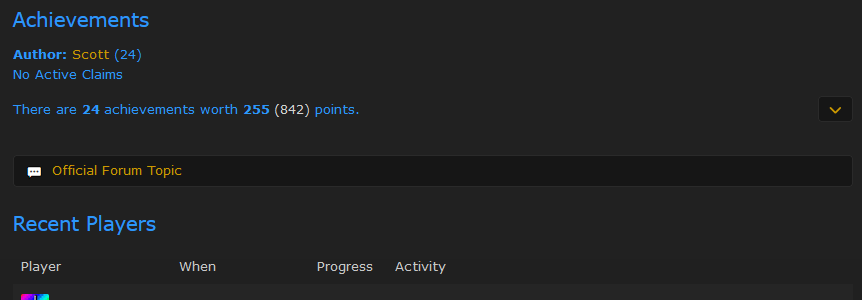 Achievements
Author: Scott (24)
No Active Claims
There are 24 achievements worth 255 (842) points.
Official Forum Topic
Recent Players
Player When Progress Activity